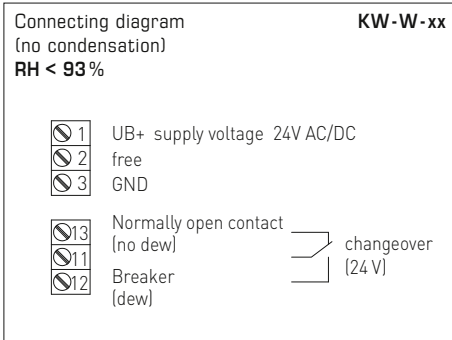 Connecting diagram KW-W-xx
(no condensation)
RH < 93%
1 UB+ supply voltage 24V AC/DC
2 free
3 GND
13 Normally open contact
(no dew)
11
changeover
(24 V)
12 Breaker
(dew)